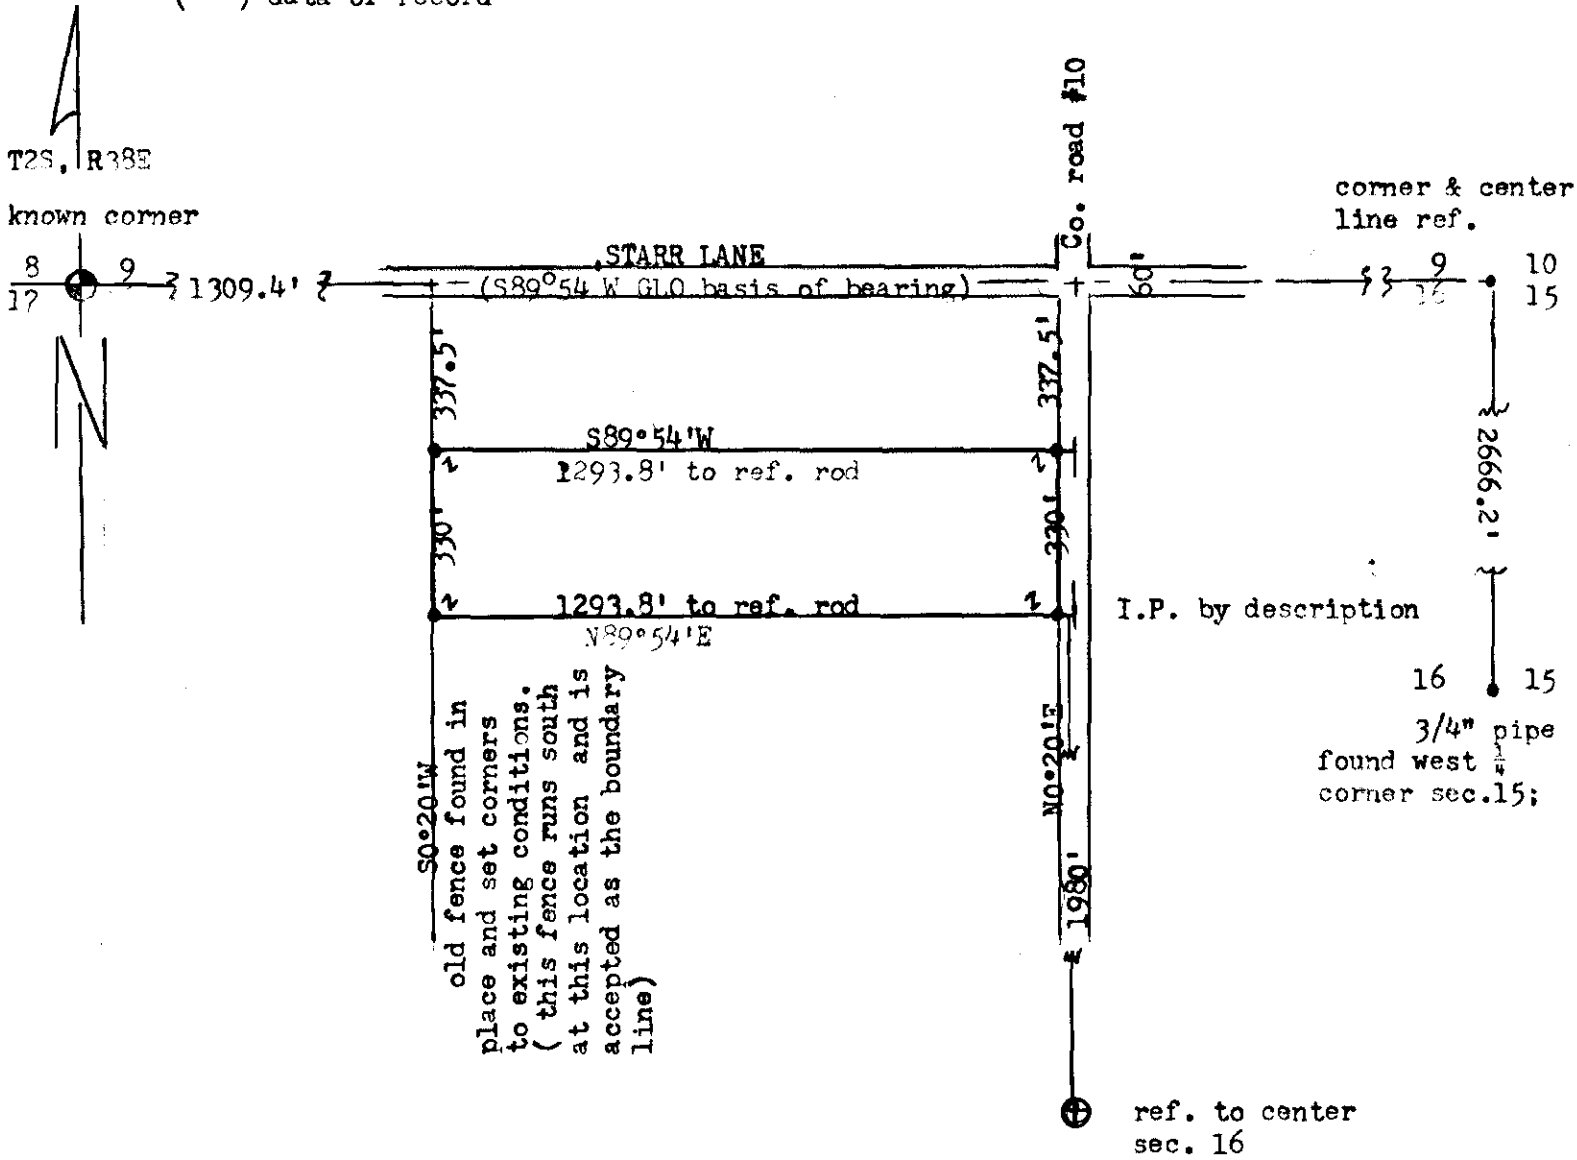 ( ) data of record
Co. road #10
T2S, R38E
known corner
corner & center
line ref.
STARR LANE
8 9
17
1309.4'
(S89°54 W GLO basis of bearing)
60'
9 10
16 15
337.5'
337.5'
S89°54'W
1293.8' to ref. rod
2
2
2666.2'
330'
330'
1293.8' to ref. rod
N89°54'E
2
2
I.P. by description
16 15
3/4" pipe
found west 1/4
corner sec.15;
N
S0°20'W
old fence found in
place and set corners
to existing conditions.
( this fence runs south
at this location and is
accepted as the boundary
line)
N0°20'E
1980'
ref. to center
sec. 16